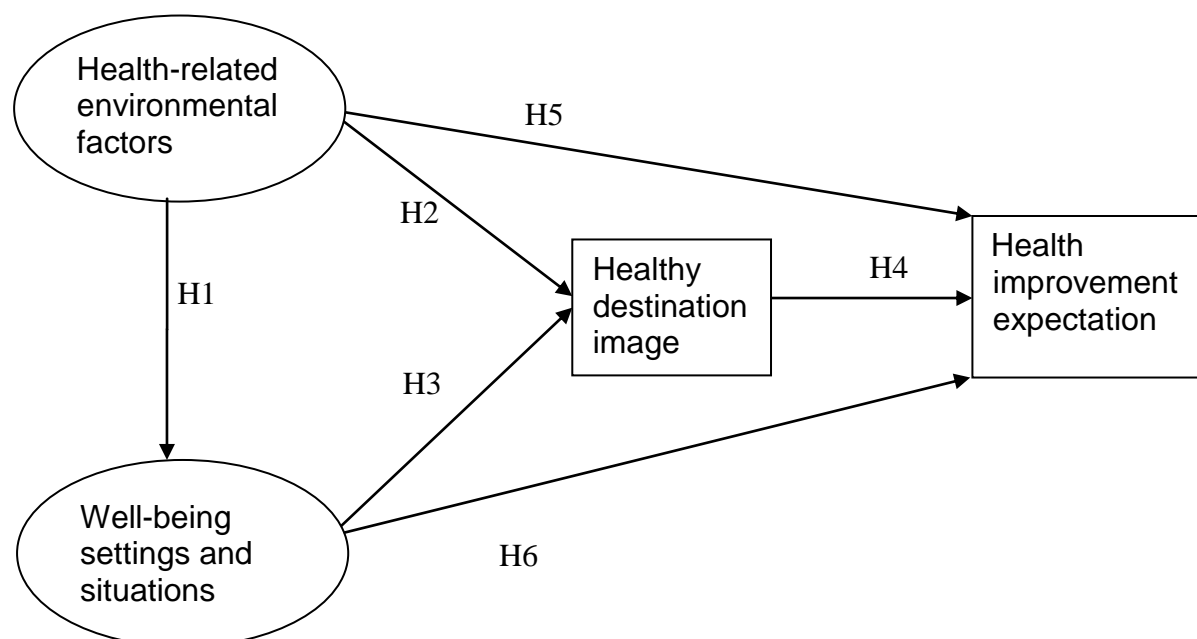 Health-related
environmental
factors
H5
H2
H1
Healthy
destination
image
H4
Health
improvement
expectation
H3
Well-being
settings and
situations
H6